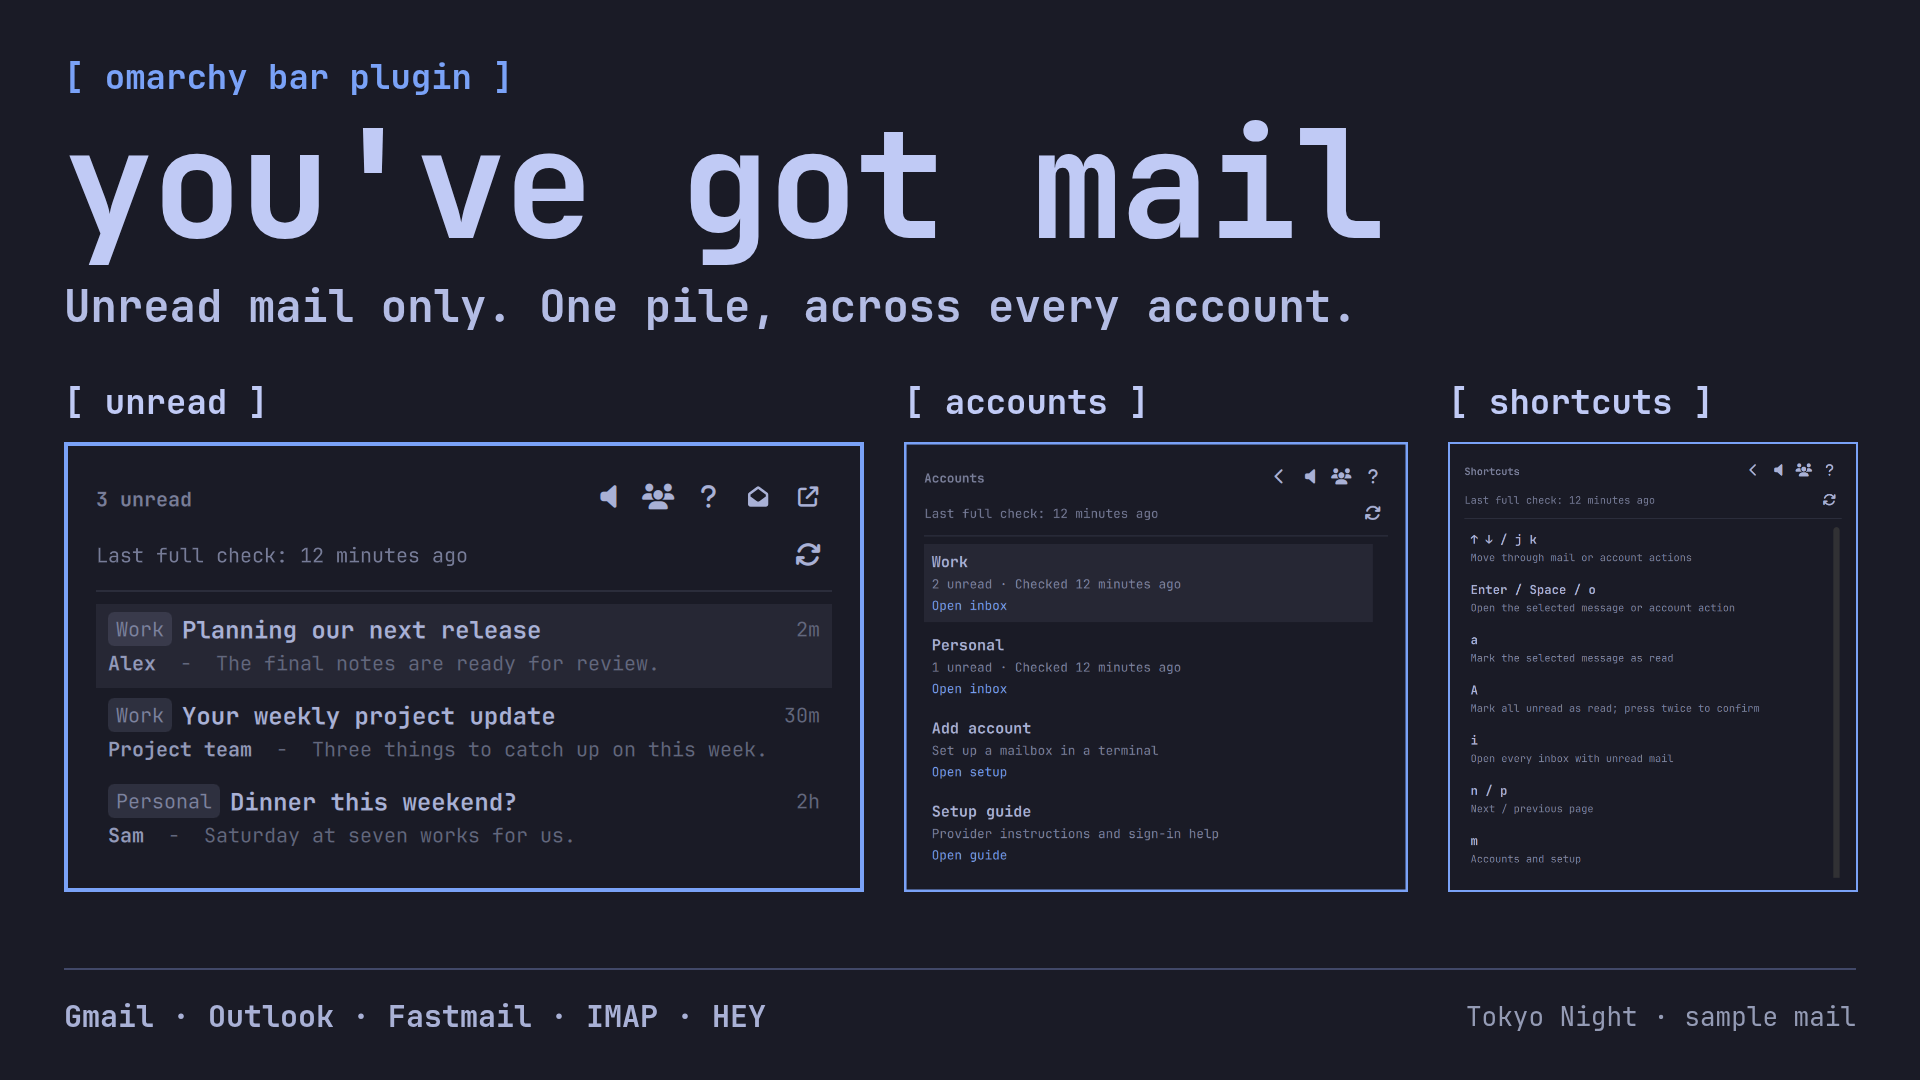 [ omarchy bar plugin ]
you've got mail
Unread mail only. One pile, across every account.
[ unread ]
3 unread
Last full check: 12 minutes ago
Work Planning our next release 2m
Alex - The final notes are ready for review.
Work Your weekly project update 30m
Project team - Three things to catch up on this week.
Personal Dinner this weekend? 2h
Sam - Saturday at seven works for us.
[ accounts ]
Accounts
Last full check: 12 minutes ago
Work
2 unread · Checked 12 minutes ago
Open inbox
Personal
1 unread · Checked 12 minutes ago
Open inbox
Add account
Set up a mailbox in a terminal
Open setup
Setup guide
Provider instructions and sign-in help
Open guide
[ shortcuts ]
Shortcuts
Last full check: 12 minutes ago
↑ ↓ / j k
Move through mail or account actions
Enter / Space / o
Open the selected message or account action
a
Mark the selected message as read
A
Mark all unread as read; press twice to confirm
i
Open every inbox with unread mail
n / p
Next / previous page
m
Accounts and setup
Gmail · Outlook · Fastmail · IMAP · HEY
Tokyo Night · sample mail